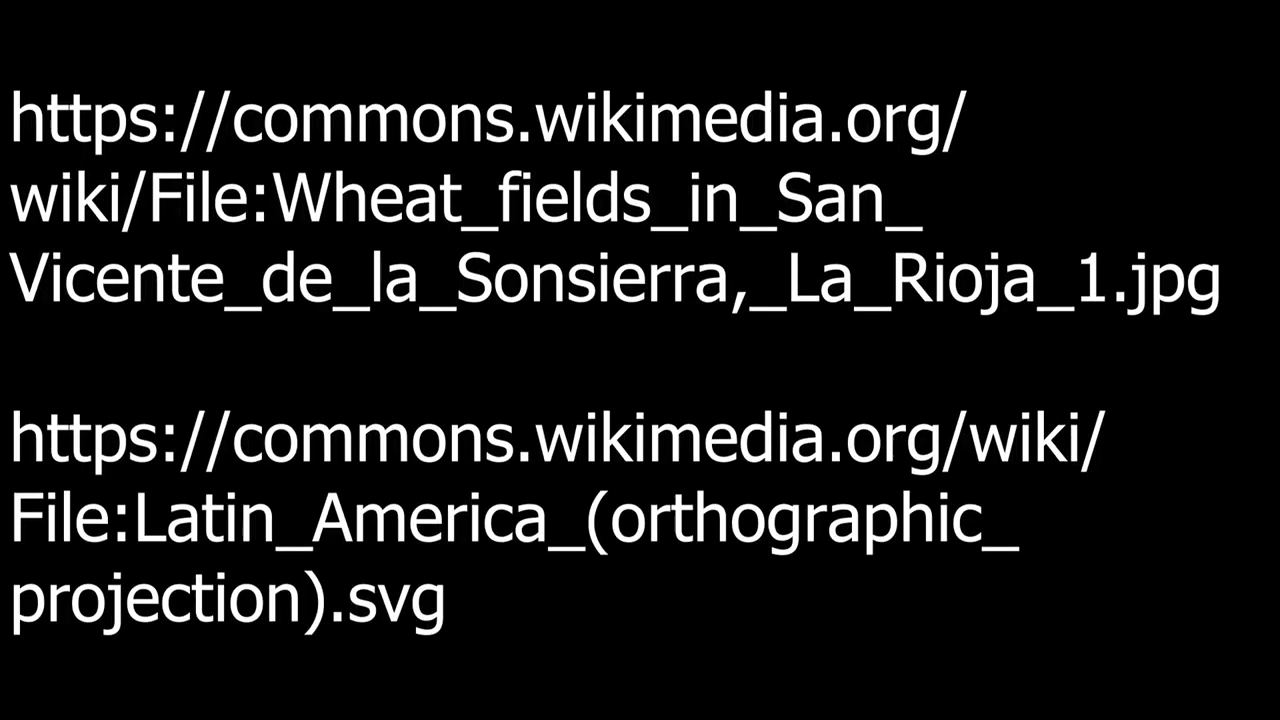 https://commons.wikimedia.org/
wiki/File:Wheat_fields_in_San_
Vicente_de_la_Sonsierra,_La_Rioja_1.jpg
https://commons.wikimedia.org/wiki/
File:Latin_America_(orthographic_
projection).svg